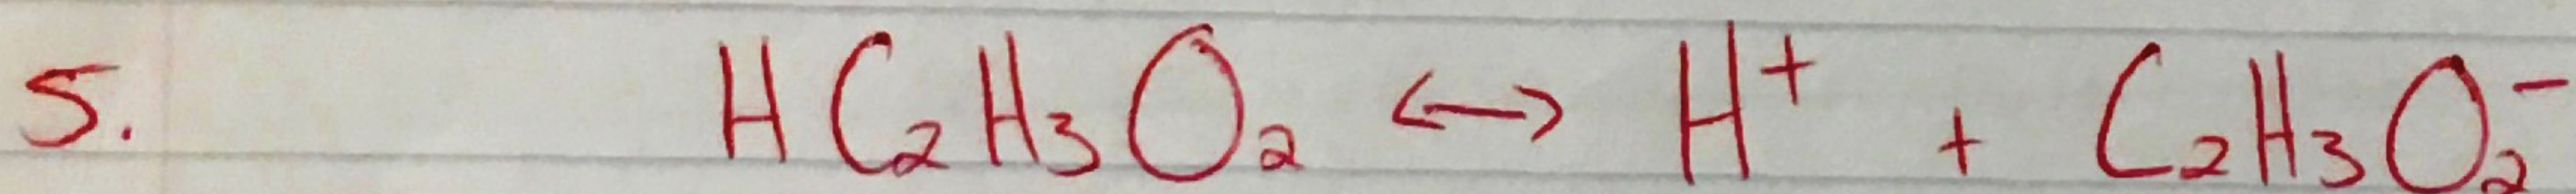 5. HC₂H₃O₂ ↔ H⁺ + C₂H₃O₂⁻